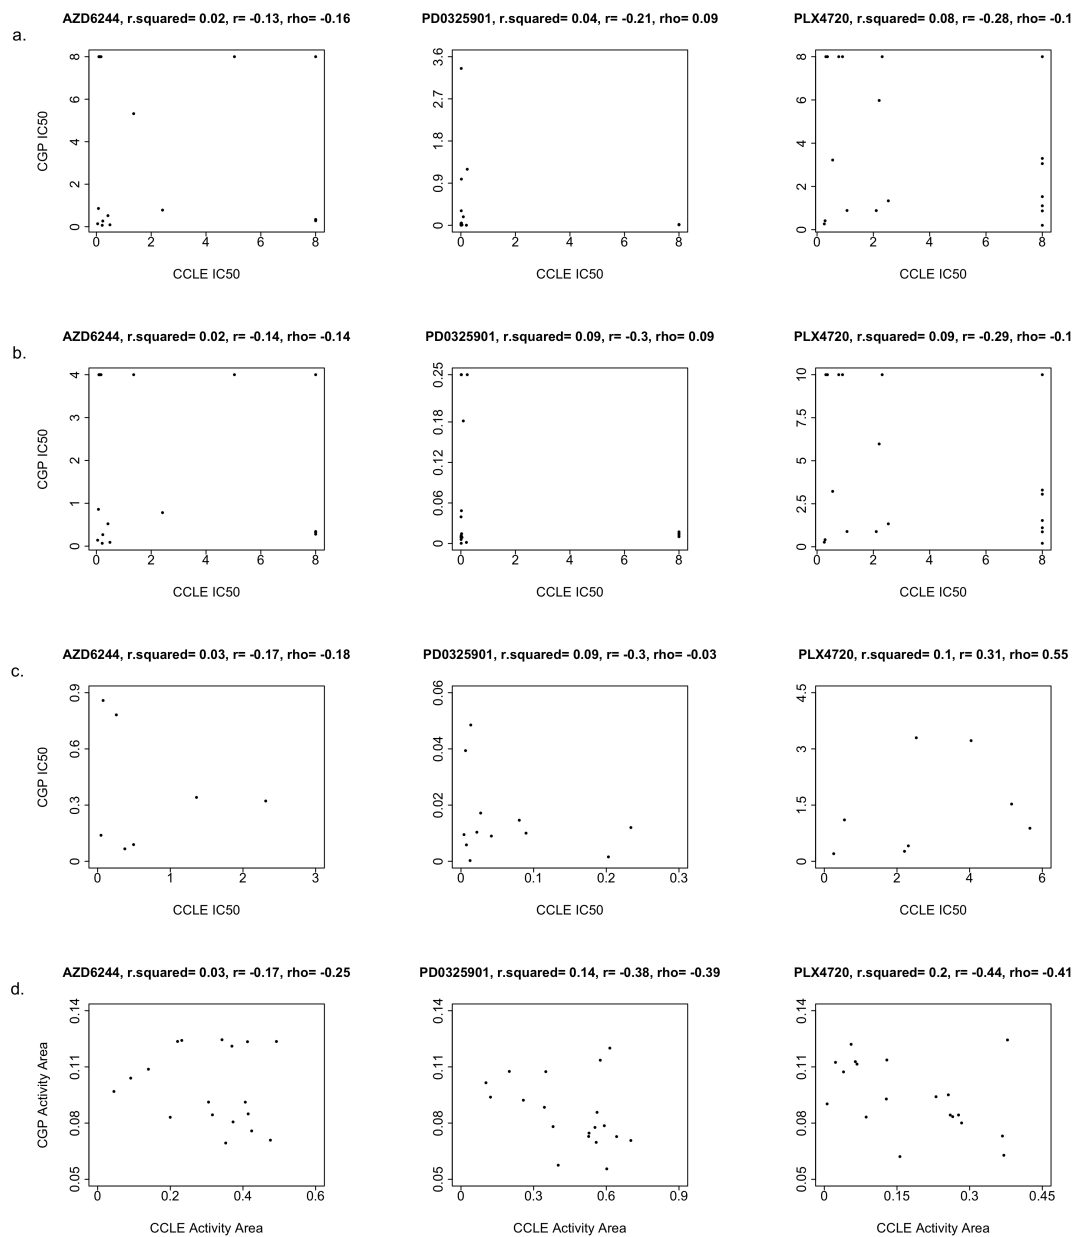 AZD6244, r.squared= 0.02, r= -0.13, rho= -0.16
PD0325901, r.squared= 0.04, r= -0.21, rho= 0.09
PLX4720, r.squared= 0.08, r= -0.28, rho= -0.1
a.
CGP IC50
0 2 4 6 8
0 2 4 6 8
CCLE IC50
0 0.9 1.8 2.7 3.6
0 2 4 6 8
CCLE IC50
0 2 4 6 8
0 2 4 6 8
CCLE IC50
AZD6244, r.squared= 0.02, r= -0.14, rho= -0.14
PD0325901, r.squared= 0.09, r= -0.3, rho= 0.09
PLX4720, r.squared= 0.09, r= -0.29, rho= -0.1
b.
CGP IC50
0 1 2 3 4
0 2 4 6 8
CCLE IC50
0 0.06 0.12 0.18 0.25
0 2 4 6 8
CCLE IC50
0 2.5 5 7.5 10
0 2 4 6 8
CCLE IC50
AZD6244, r.squared= 0.03, r= -0.17, rho= -0.18
PD0325901, r.squared= 0.09, r= -0.3, rho= -0.03
PLX4720, r.squared= 0.1, r= 0.31, rho= 0.55
c.
CGP IC50
0 0.3 0.6 0.9
0 1 2 3
CCLE IC50
0 0.02 0.04 0.06
0 0.1 0.2 0.3
CCLE IC50
0 1.5 3 4.5
0 2 4 6
CCLE IC50
AZD6244, r.squared= 0.03, r= -0.17, rho= -0.25
PD0325901, r.squared= 0.14, r= -0.38, rho= -0.39
PLX4720, r.squared= 0.2, r= -0.44, rho= -0.41
d.
CGP Activity Area
0.05 0.08 0.11 0.14
0 0.2 0.4 0.6
CCLE Activity Area
0.05 0.08 0.11 0.14
0 0.3 0.6 0.9
CCLE Activity Area
0.05 0.08 0.11 0.14
0 0.15 0.3 0.45
CCLE Activity Area